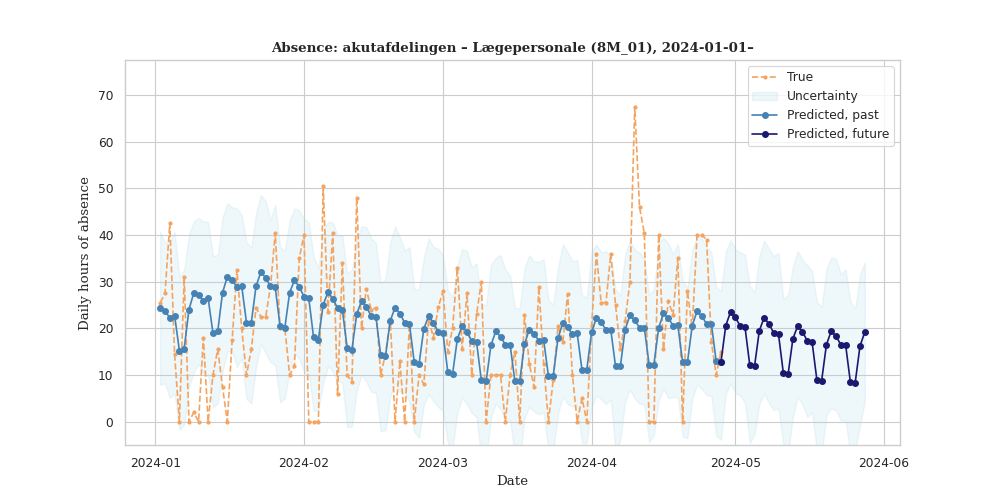 Absence: akutafdelingen – Lægepersonale (8M_01), 2024-01-01–
True
Uncertainty
Predicted, past
Predicted, future
Daily hours of absence
70
60
50
40
30
20
10
0
2024-01 2024-02 2024-03 2024-04 2024-05 2024-06
Date